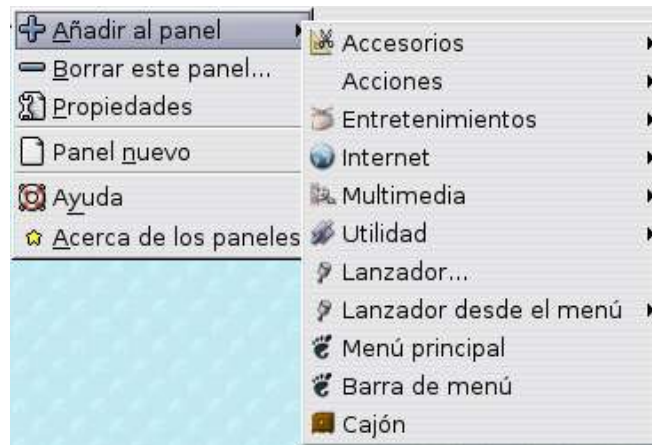 Añadir al panel
Borrar este panel...
Propiedades
Panel nuevo
Ayuda
Acerca de los paneles
Accesorios
Acciones
Entretenimientos
Internet
Multimedia
Utilidad
Lanzador...
Lanzador desde el menú
Menú principal
Barra de menú
Cajón